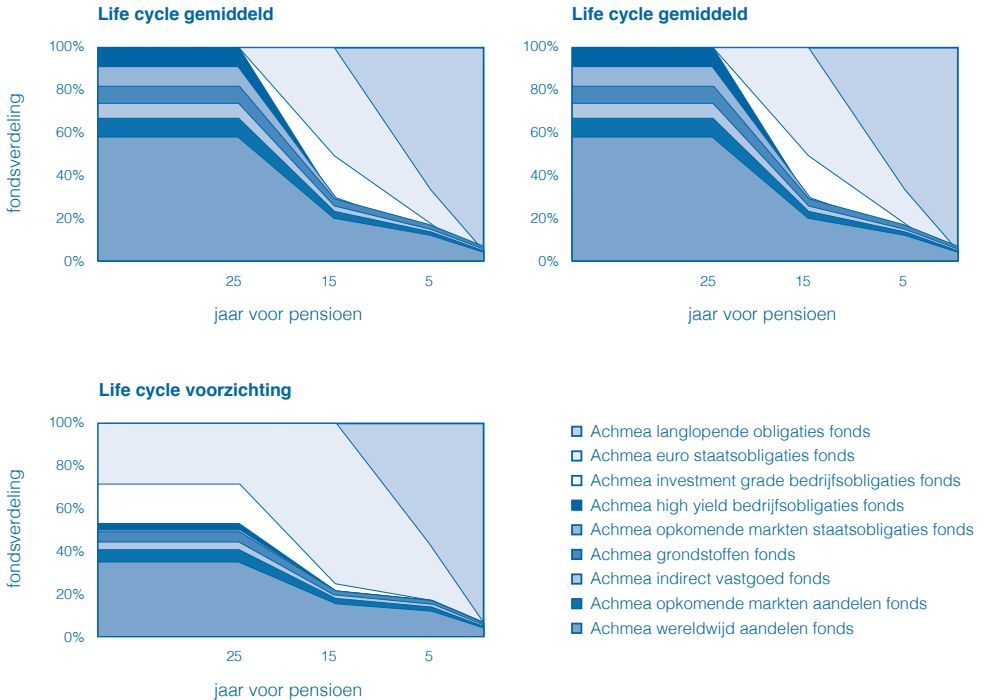 Life cycle gemiddeld
fondsverdeling
100%
80%
60%
40%
20%
0%
25
15
5
jaar voor pensioen
Life cycle gemiddeld
100%
80%
60%
40%
20%
0%
25
15
5
jaar voor pensioen
Life cycle voorzichting
fondsverdeling
100%
80%
60%
40%
20%
0%
25
15
5
jaar voor pensioen
Achmea langlopende obligaties fonds
Achmea euro staatsobligaties fonds
Achmea investment grade bedrijfsobligaties fonds
Achmea high yield bedrijfsobligaties fonds
Achmea opkomende markten staatsobligaties fonds
Achmea grondstoffen fonds
Achmea indirect vastgoed fonds
Achmea opkomende markten aandelen fonds
Achmea wereldwijd aandelen fonds